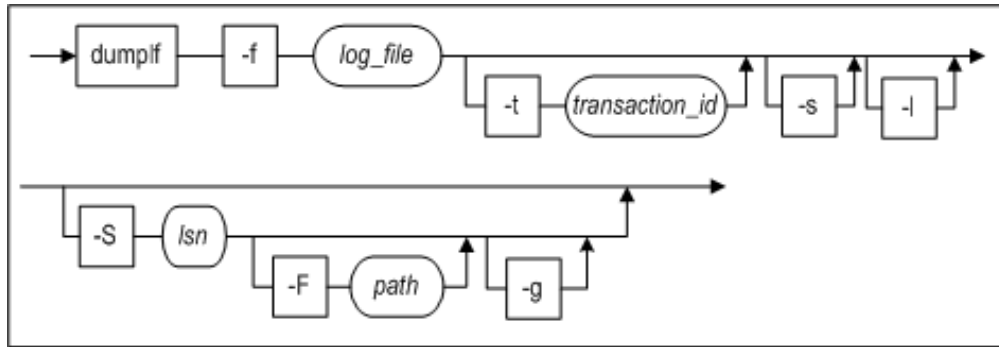 dumplf -f log_file
-t transaction_id -s -l
-S lsn
-F path -g